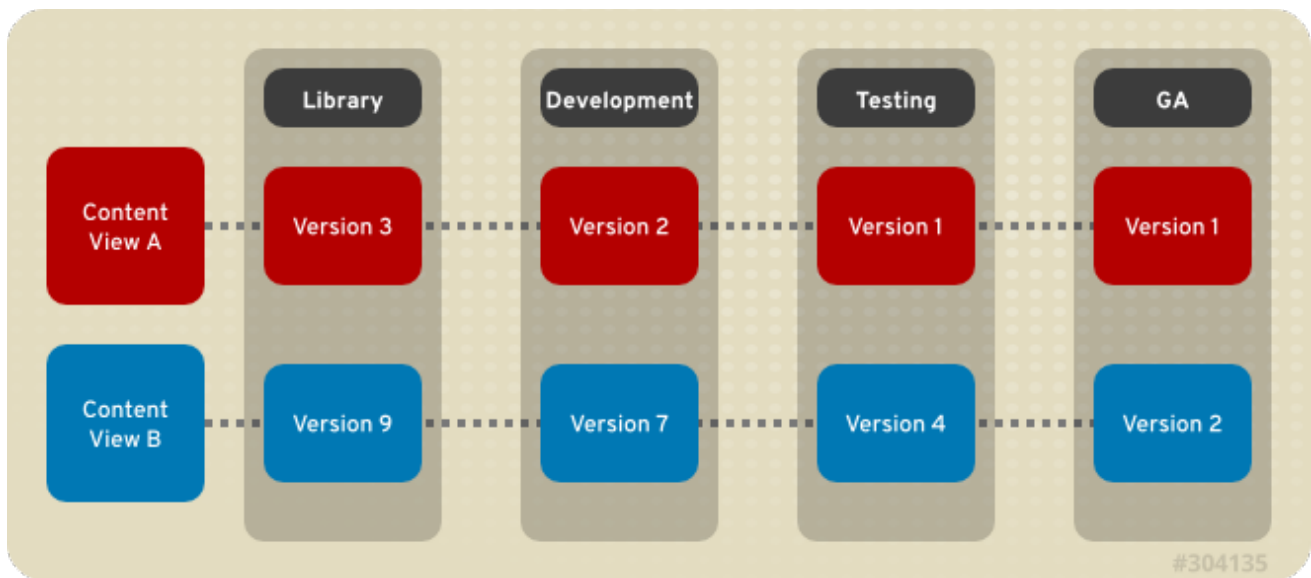 Library
Development
Testing
GA
Content
View A
Version 3
Version 2
Version 1
Version 1
Content
View B
Version 9
Version 7
Version 4
Version 2
#304135